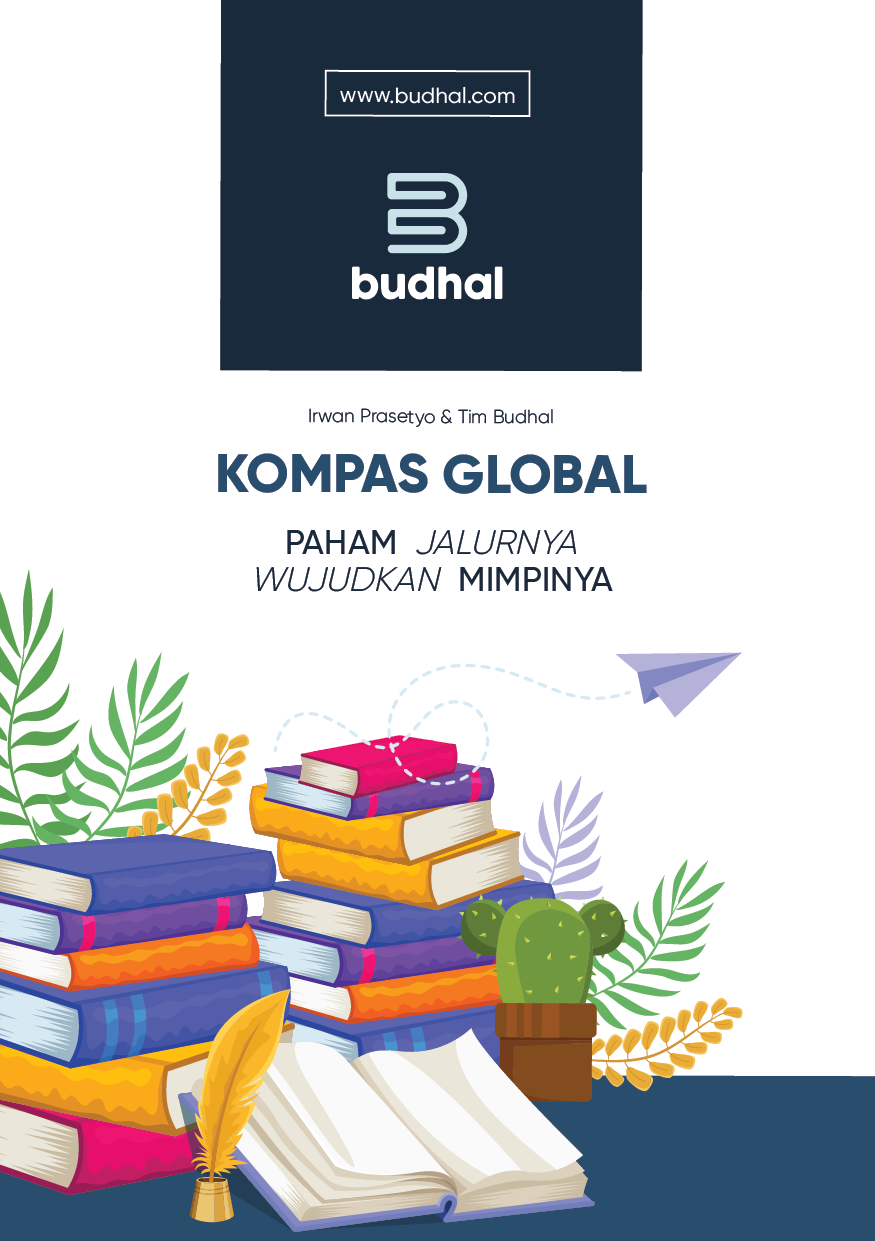 www.budhal.com
budhal
Irwan Prasetyo & Tim Budhal
KOMPAS GLOBAL
PAHAM JALURNYA
WUJUDKAN MIMPINYA